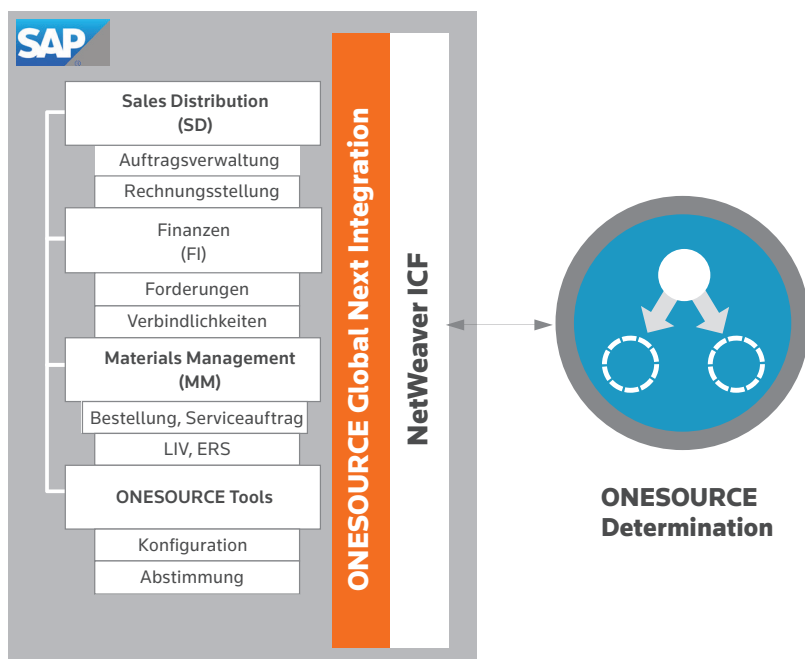 SAP
Sales Distribution
(SD)
Auftragsverwaltung
Rechnungsstellung
Finanzen
(FI)
Forderungen
Verbindlichkeiten
Materials Management
(MM)
Bestellung, Serviceauftrag
LIV, ERS
ONESOURCE Tools
Konfiguration
Abstimmung
ONESOURCE Global Next Integration
NetWeaver ICF
ONESOURCE
Determination